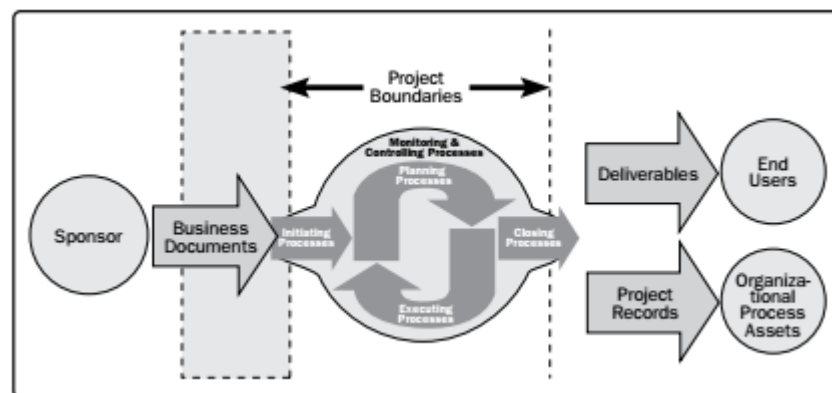 Project
Boundaries
Monitoring &
Controlling Processes
Planning
Processes
Sponsor
Business
Documents
Initiating
Processes
Closing
Processes
Executing
Processes
Deliverables
End
Users
Project
Records
Organiza-
tional
Process
Assets